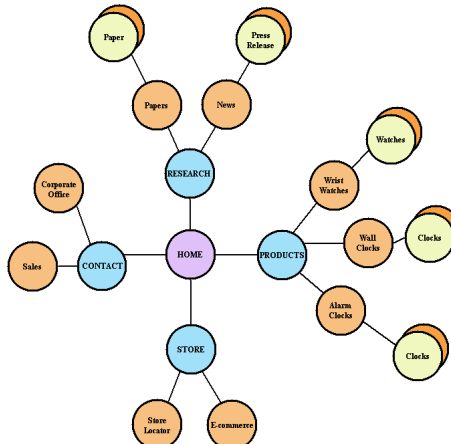 Paper
Press
Release
Papers
News
Watches
RESEARCH
Wrist
Watches
Corporate
Office
Wall
Clocks
Clocks
HOME
PRODUCTS
Sales
CONTACT
Alarm
Clocks
STORE
Clocks
Store
Locator
E-commerce